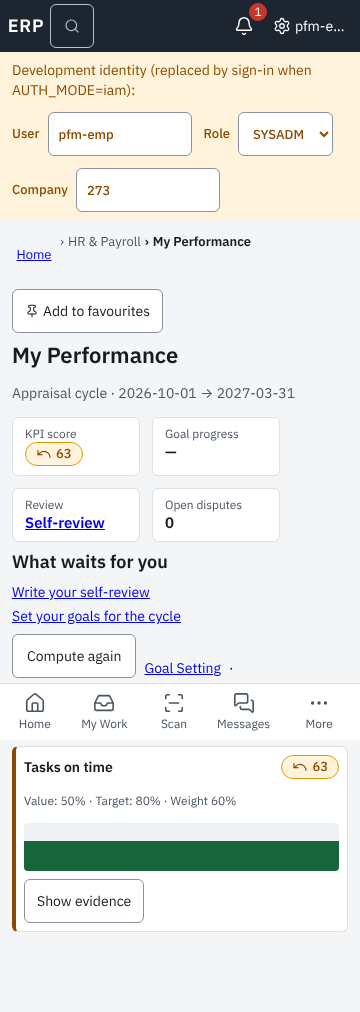 ERP
1
pfm-e...
Development identity (replaced by sign-in when
AUTH_MODE=iam):
User pfm-emp Role SYSADM
Company 273
Home › HR & Payroll › My Performance
Add to favourites
My Performance
Appraisal cycle · 2026-10-01 → 2027-03-31
KPI score
63
Goal progress
—
Review
Self-review
Open disputes
0
What waits for you
Write your self-review
Set your goals for the cycle
Compute again Goal Setting ·
Home My Work Scan Messages More
Tasks on time 63
Value: 50% · Target: 80% · Weight 60%
Show evidence